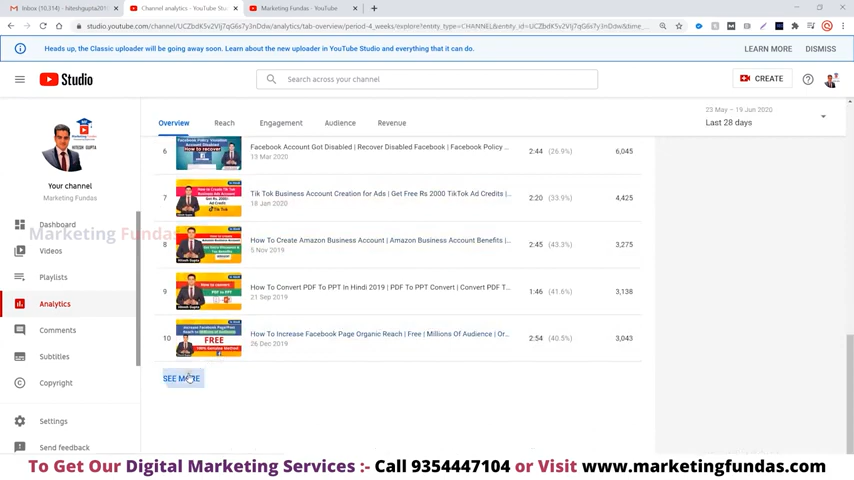 Inbox (10,314) - hiteshgupta2019
Channel analytics - YouTube Stu
Marketing Fundas - YouTube
studio.youtube.com/channel/UCZbdK5v2Vlj7qG6s7y3nDdw/analytics/tab-overview/period-4_weeks/explore?entity_type=CHANNEL&entity_id=UCZbdK5v2Vlj7qG6s7y3nDdw&time_
Heads up, the Classic uploader will be going away soon. Learn about the new uploader in YouTube Studio and everything that it can do.
LEARN MORE DISMISS
Studio
Search across your channel
CREATE
Your channel
Marketing Fundas
Dashboard
Videos
Playlists
Analytics
Comments
Subtitles
Copyright
Settings
Send feedback
Marketing Fundas
Overview Reach Engagement Audience Revenue
23 May – 19 Jun 2020
Last 28 days
6 Facebook Account Got Disabled | Recover Disabled Facebook | Facebook Policy ... 2:44 (26.9%) 6,045
13 Mar 2020
7 Tik Tok Business Account Creation for Ads | Get Free Rs 2000 TikTok Ad Credits |... 2:20 (33.9%) 4,425
18 Jan 2020
8 How To Create Amazon Business Account | Amazon Business Account Benefits |... 2:45 (43.3%) 3,275
5 Nov 2019
9 How To Convert PDF To PPT In Hindi 2019 | PDF To PPT Convert | Convert PDF T... 1:46 (41.6%) 3,138
21 Sep 2019
10 How To Increase Facebook Page Organic Reach | Free | Millions Of Audience | Or... 2:54 (40.5%) 3,043
26 Dec 2019
SEE MORE
To Get Our Digital Marketing Services :- Call 9354447104 or Visit www.marketingfundas.com